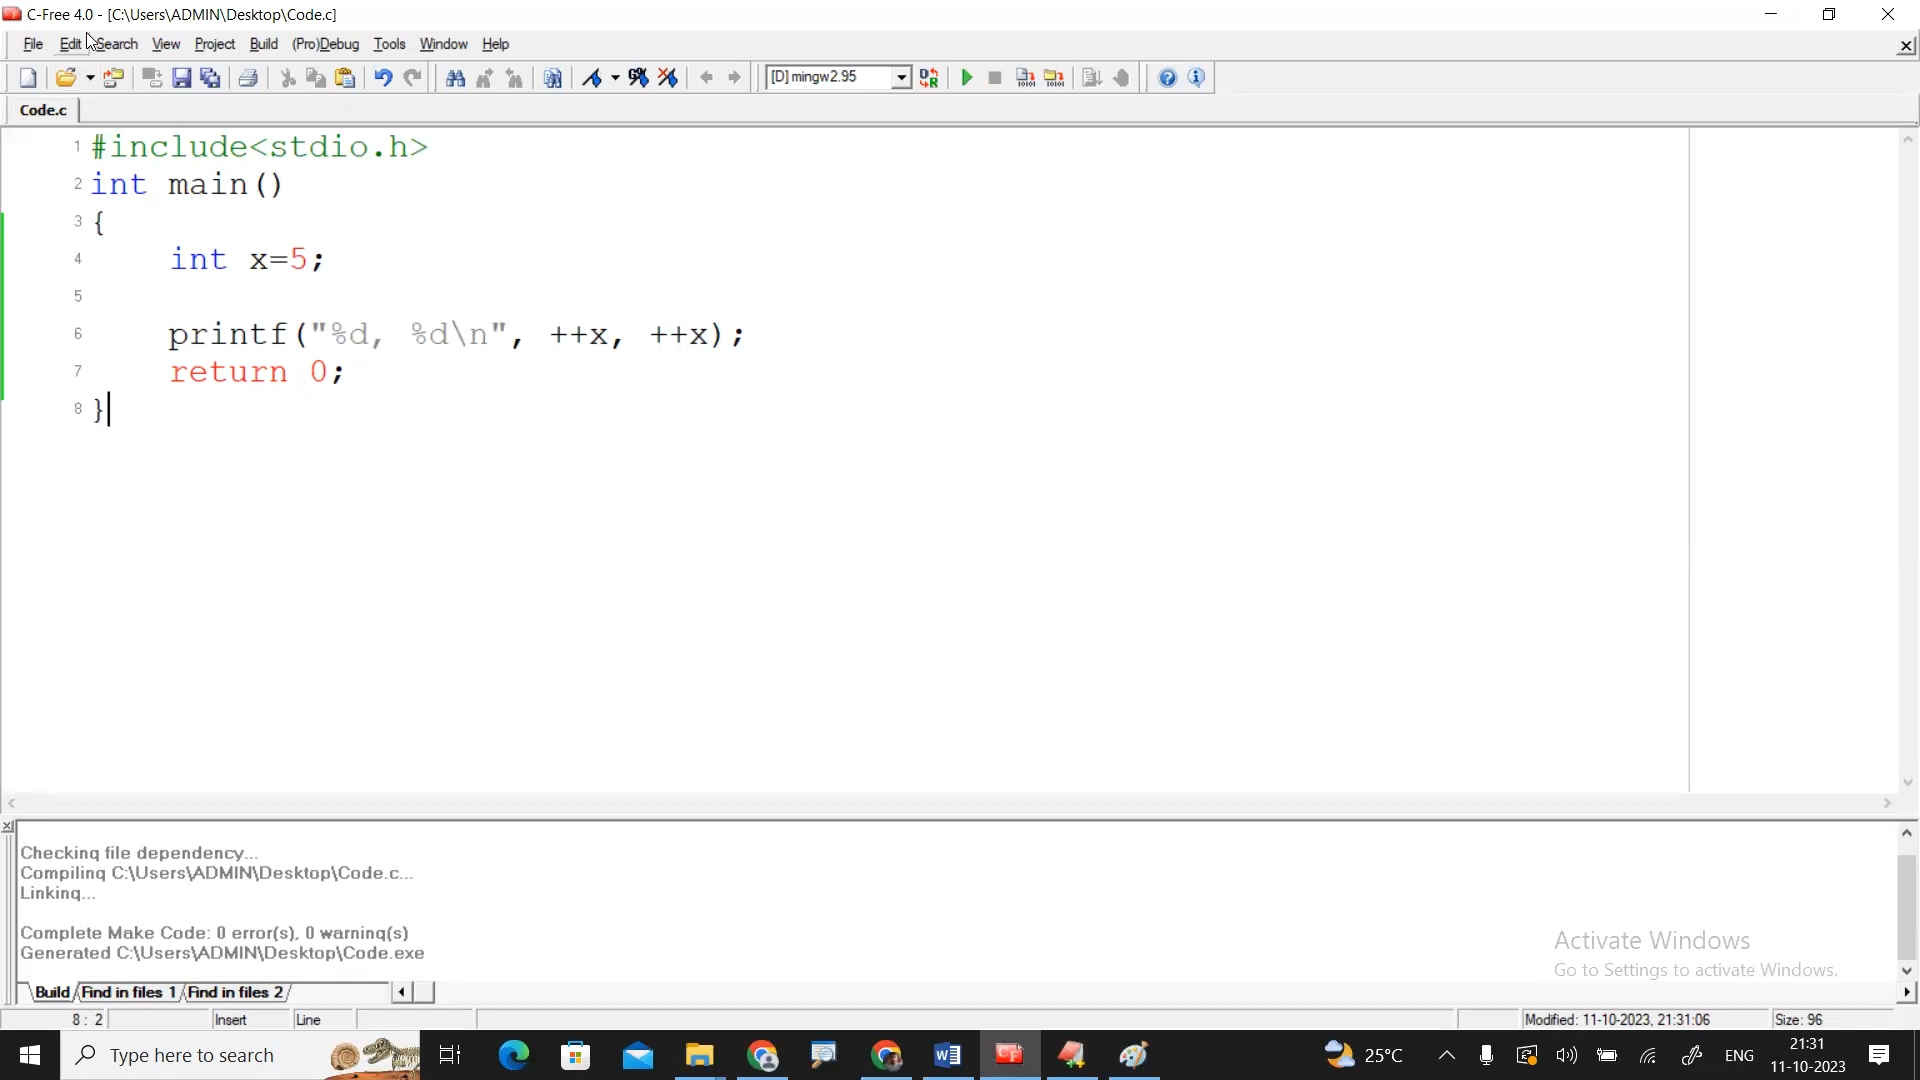 C-Free 4.0 - [C:\Users\ADMIN\Desktop\Code.c]
File Edit Search View Project Build (Pro)Debug Tools Window Help
[D] mingw2.95
Code.c
1 #include<stdio.h>
2 int main()
3 {
4 int x=5;
5
6 printf("%d, %d\n", ++x, ++x);
7 return 0;
8 }
Checking file dependency...
Compiling C:\Users\ADMIN\Desktop\Code.c...
Linking...
Complete Make Code: 0 error(s), 0 warning(s)
Generated C:\Users\ADMIN\Desktop\Code.exe
Activate Windows
Go to Settings to activate Windows.
Build Find in files 1 Find in files 2
8: 2 Insert Line Modified: 11-10-2023, 21:31:06 Size: 96
Type here to search 25°C ENG 21:31
11-10-2023